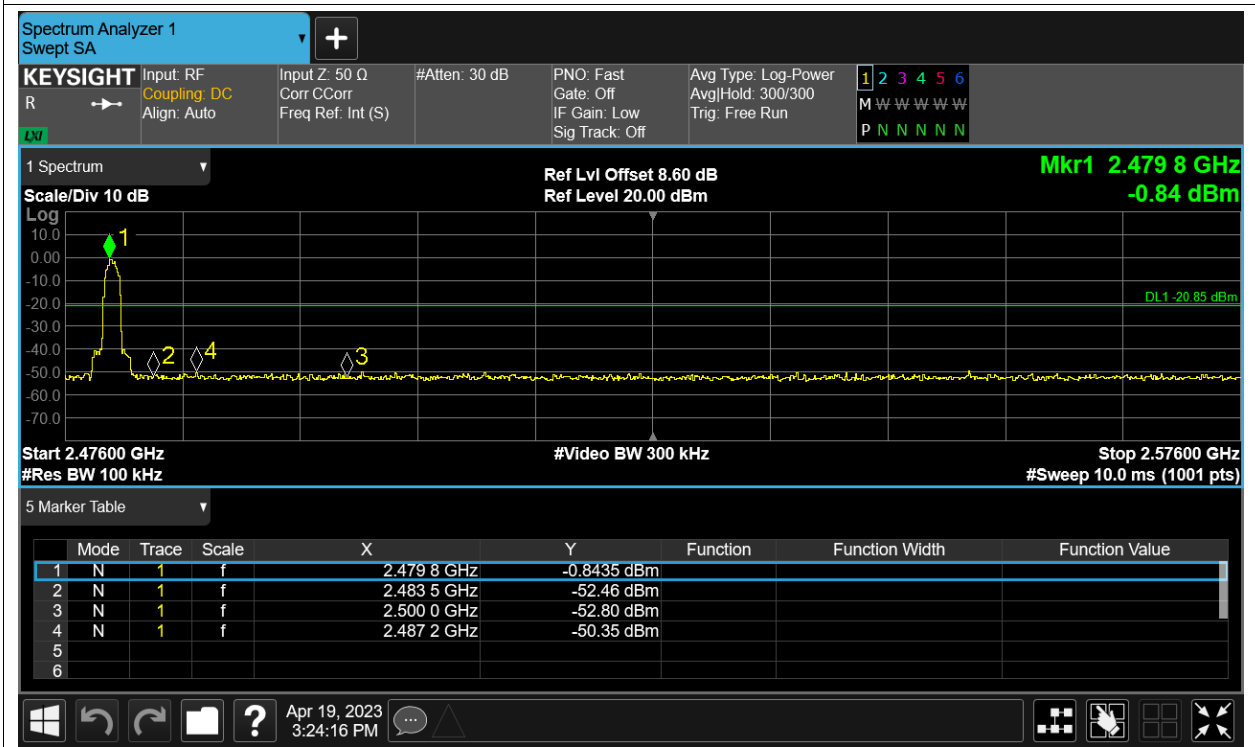 Spectrum Analyzer 1
Swept SA
KEYSIGHT Input: RF Input Z: 50 Ω #Atten: 30 dB PNO: Fast Avg Type: Log-Power 1 2 3 4 5 6
R Coupling: DC Corr CCorr Gate: Off Avg|Hold: 300/300 M W W W W W
Align: Auto Freq Ref: Int (S) IF Gain: Low Trig: Free Run
LXI Sig Track: Off P N N N N N
1 Spectrum Ref Lvl Offset 8.60 dB Mkr1 2.479 8 GHz
Scale/Div 10 dB Ref Level 20.00 dBm -0.84 dBm
Log
10.0 1
0.00
-10.0
-20.0 DL1 -20.85 dBm
-30.0
-40.0 2 4 3
-50.0
-60.0
-70.0
Start 2.47600 GHz #Video BW 300 kHz Stop 2.57600 GHz
#Res BW 100 kHz #Sweep 10.0 ms (1001 pts)
5 Marker Table
Mode Trace Scale X Y Function Function Width Function Value
1 N 1 f 2.479 8 GHz -0.8435 dBm
2 N 1 f 2.483 5 GHz -52.46 dBm
3 N 1 f 2.500 0 GHz -52.80 dBm
4 N 1 f 2.487 2 GHz -50.35 dBm
5
6
? Apr 19, 2023
3:24:16 PM